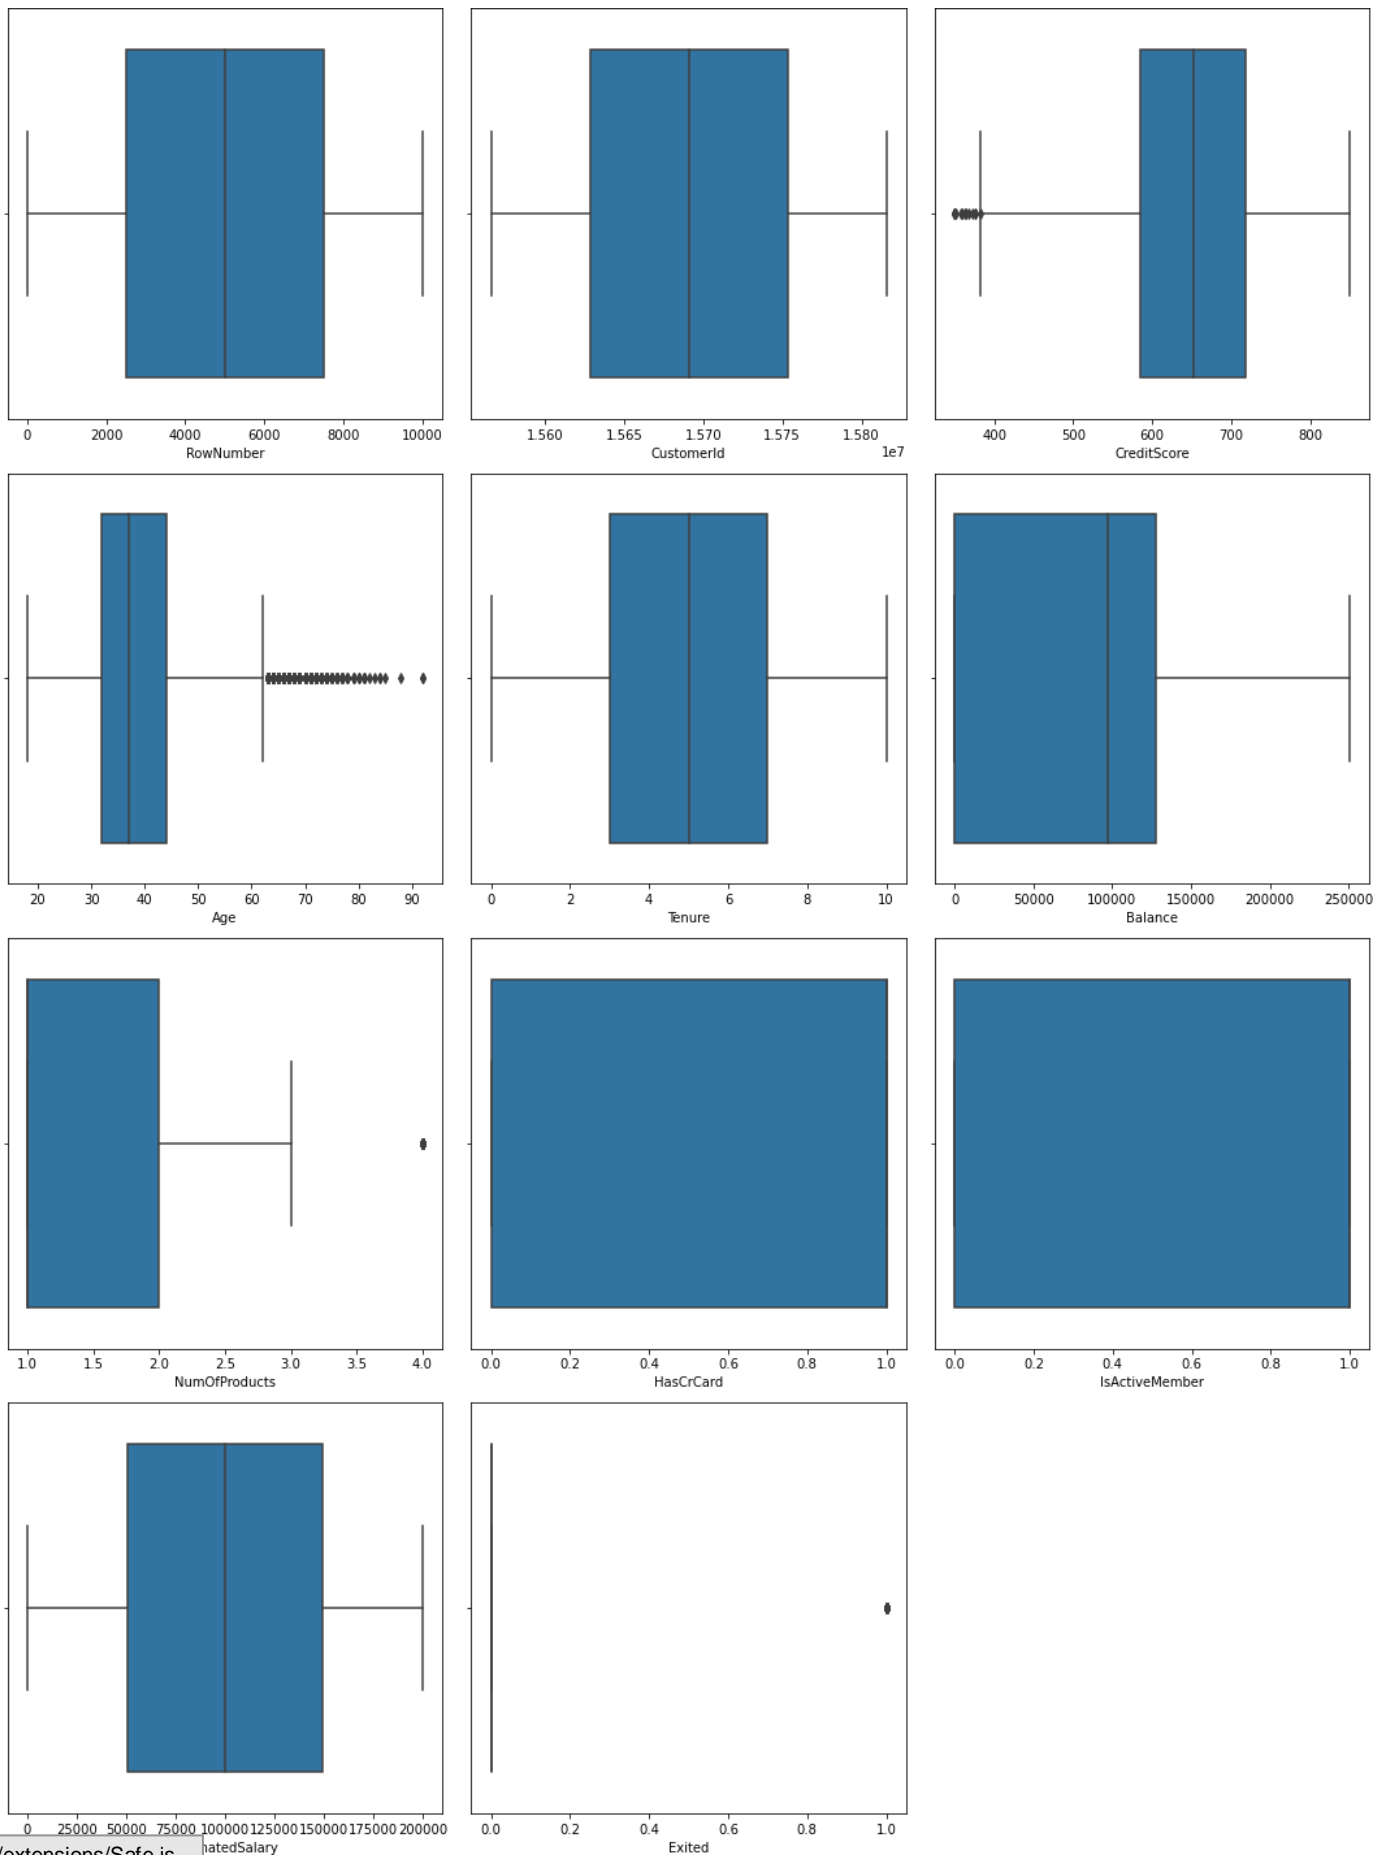 0 2000 4000 6000 8000 10000
RowNumber
1.560 1.565 1.570 1.575 1.580
1e7
CustomerId
400 500 600 700 800
CreditScore
20 30 40 50 60 70 80 90
Age
0 2 4 6 8 10
Tenure
0 50000 100000 150000 200000 250000
Balance
1.0 1.5 2.0 2.5 3.0 3.5 4.0
NumOfProducts
0.0 0.2 0.4 0.6 0.8 1.0
HasCrCard
0.0 0.2 0.4 0.6 0.8 1.0
IsActiveMember
0 25000 50000 75000 100000 125000 150000 175000 200000
natedSalary
/extensions/Safe.js
0.0 0.2 0.4 0.6 0.8 1.0
Exited